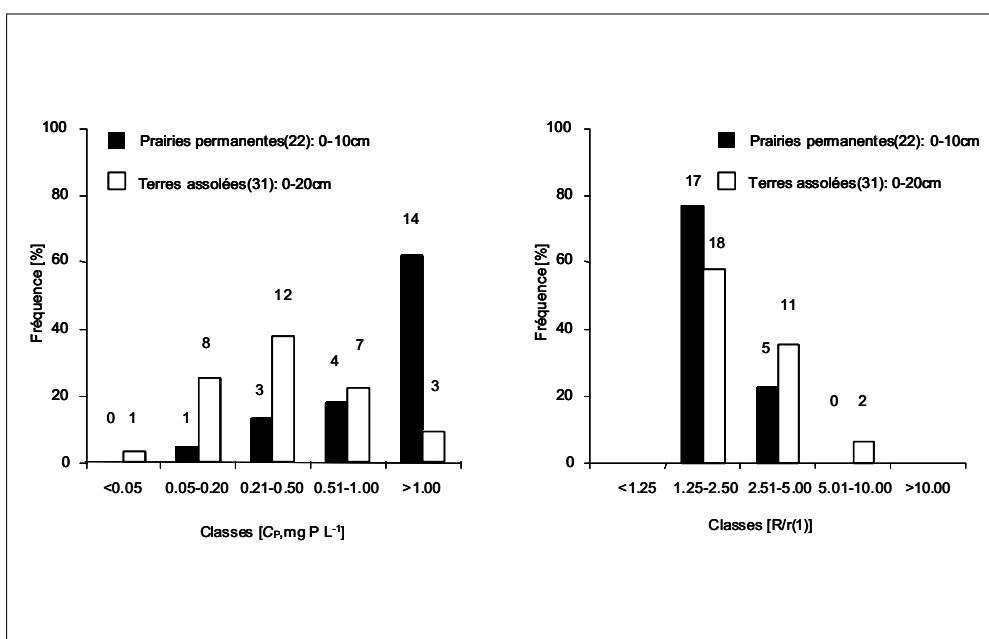 100
80
60
40
20
0
Fréquence [%]
Prairies permanentes(22): 0-10cm
Terres assolées(31): 0-20cm
0 1
1 8
3 12
4 7
14 3
<0.05 0.05-0.20 0.21-0.50 0.51-1.00 >1.00
Classes [CP,mg P L-1]
100
80
60
40
20
0
Fréquence [%]
Prairies permanentes(22): 0-10cm
Terres assolées(31): 0-20cm
17 18
5 11
0 2
<1.25 1.25-2.50 2.51-5.00 5.01-10.00 >10.00
Classes [R/r(1)]